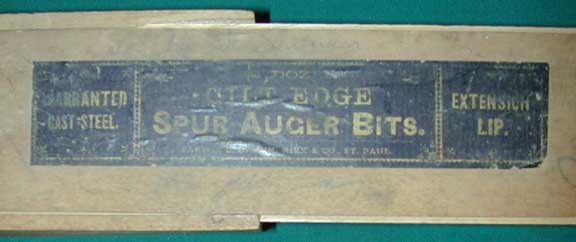 WARRANTED
CAST STEEL.
DOZ
GILT EDGE
SPUR AUGER BITS.
& CO. ST. PAUL
EXTENSION
LIP.